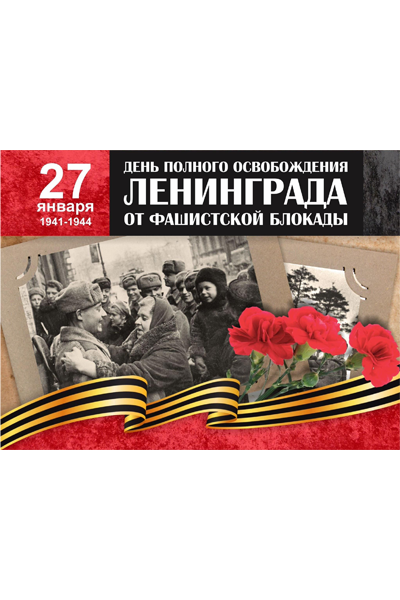 27
января
1941-1944
ДЕНЬ ПОЛНОГО ОСВОБОЖДЕНИЯ
ЛЕНИНГРАДА
ОТ ФАШИСТСКОЙ БЛОКАДЫ